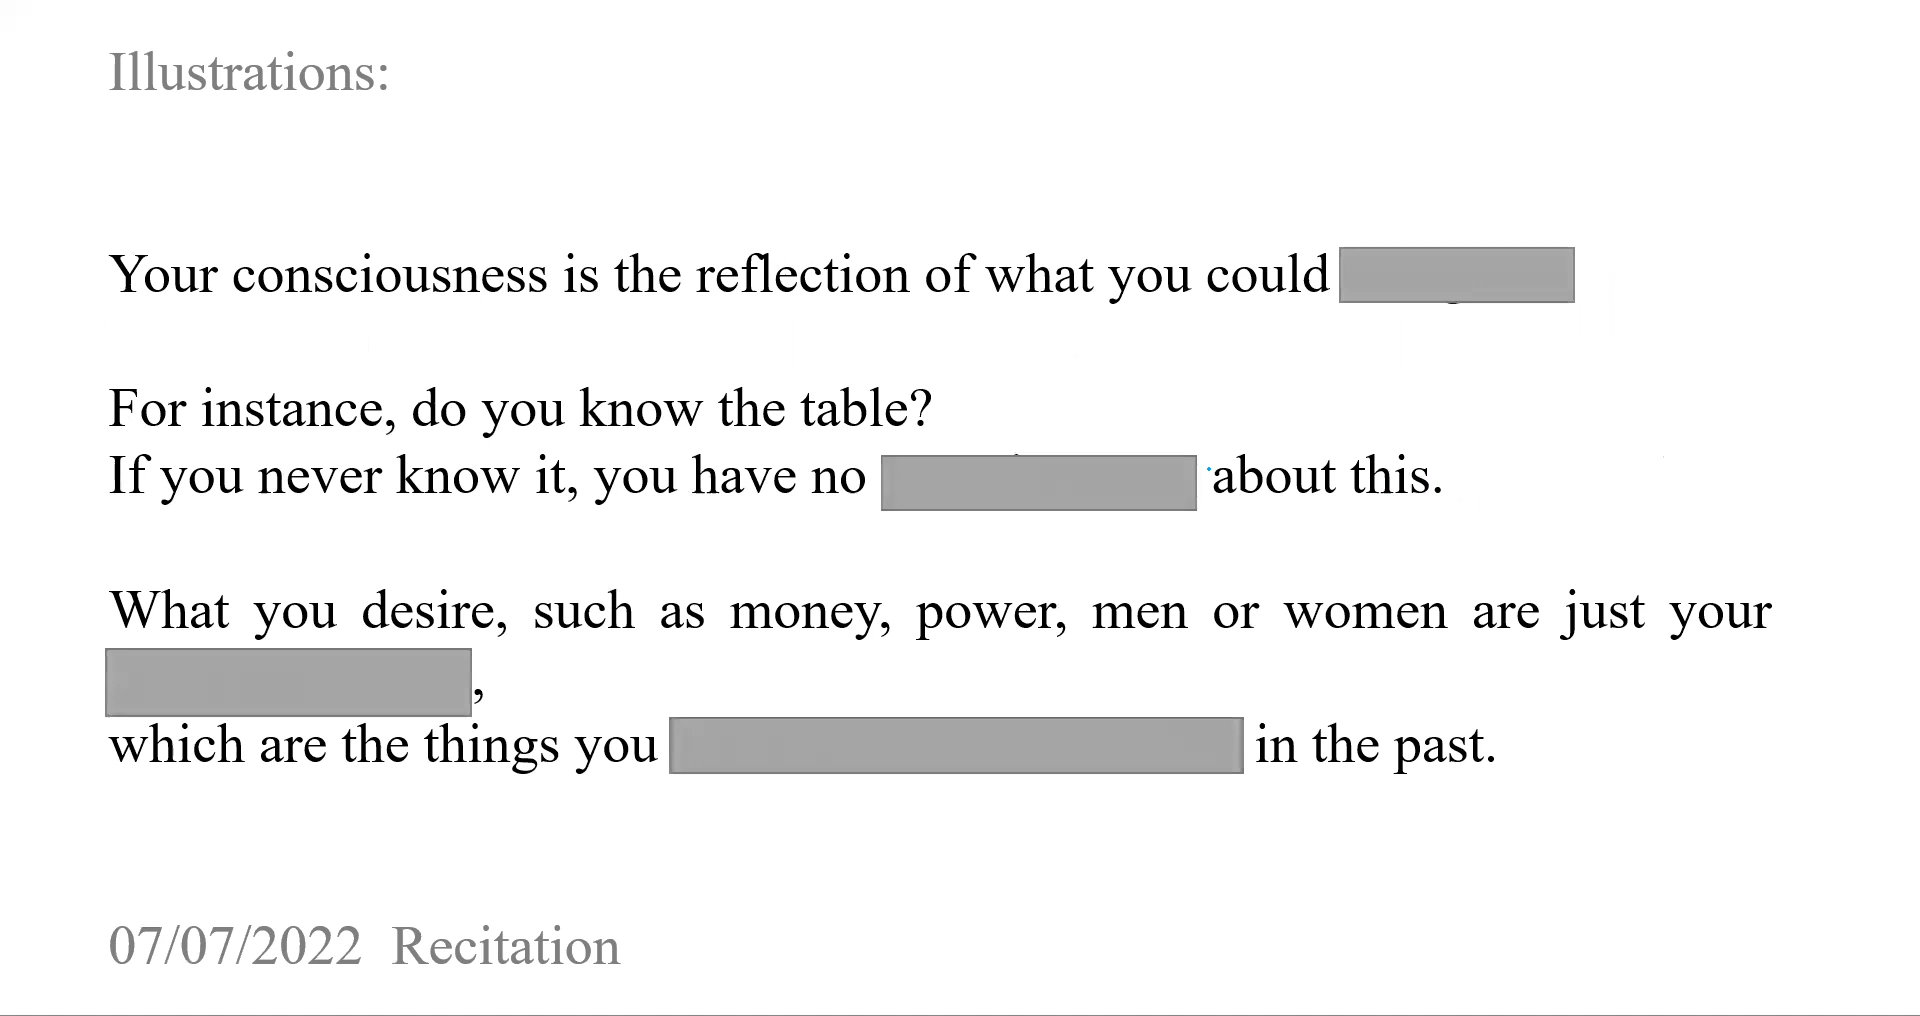 Illustrations:
Your consciousness is the reflection of what you could
For instance, do you know the table?
If you never know it, you have no about this.
What you desire, such as money, power, men or women are just your
,
which are the things you in the past.
07/07/2022 Recitation